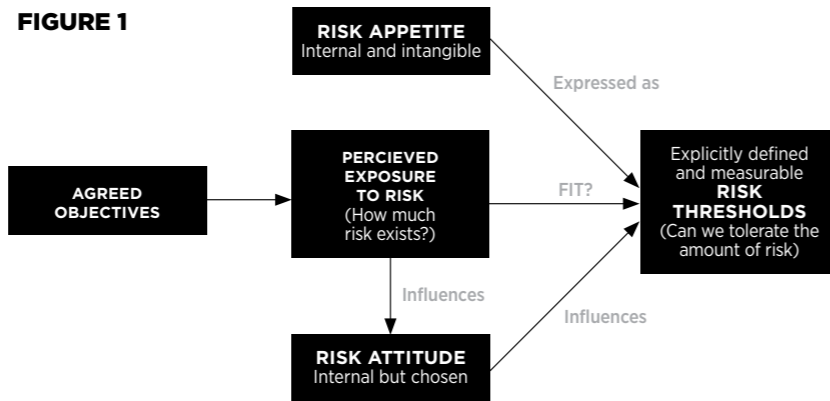 FIGURE 1
RISK APPETITE
Internal and intangible
Expressed as
AGREED
OBJECTIVES
PERCIEVED
EXPOSURE
TO RISK
(How much
risk exists?)
FIT?
Explicitly defined
and measurable
RISK
THRESHOLDS
(Can we tolerate the
amount of risk)
Influences
Influences
RISK ATTITUDE
Internal but chosen